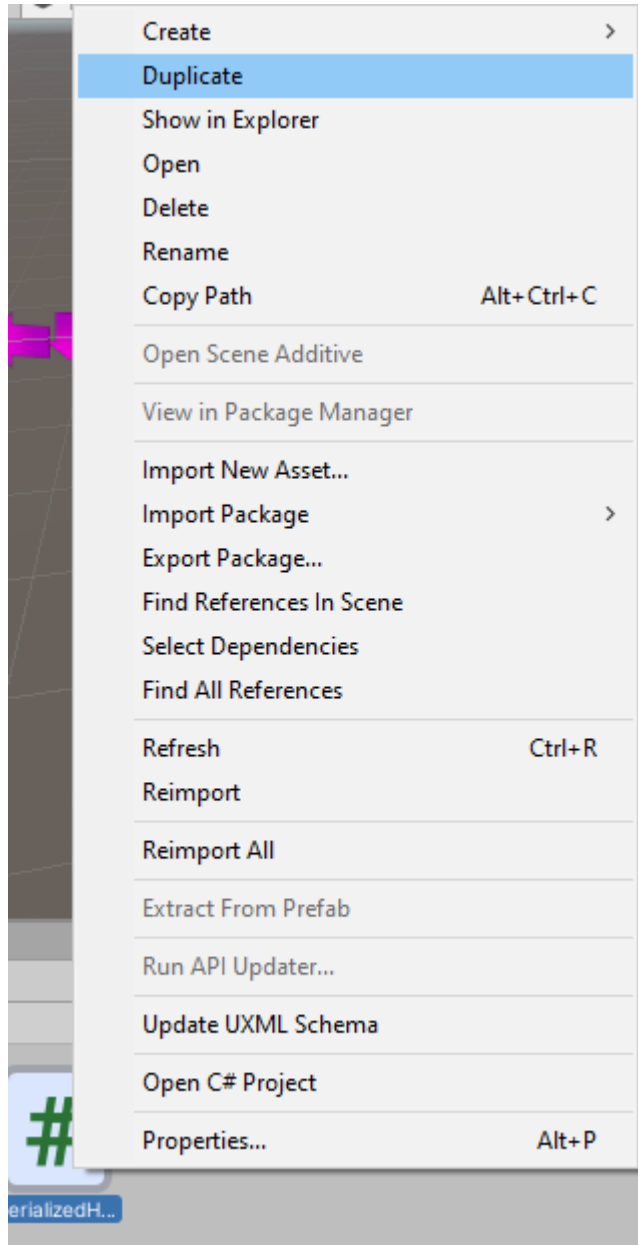 Create
Duplicate
Show in Explorer
Open
Delete
Rename
Copy Path Alt+Ctrl+C
Open Scene Additive
View in Package Manager
Import New Asset...
Import Package
Export Package...
Find References In Scene
Select Dependencies
Find All References
Refresh Ctrl+R
Reimport
Reimport All
Extract From Prefab
Run API Updater...
Update UXML Schema
Open C# Project
Properties... Alt+P
#
erializedH...